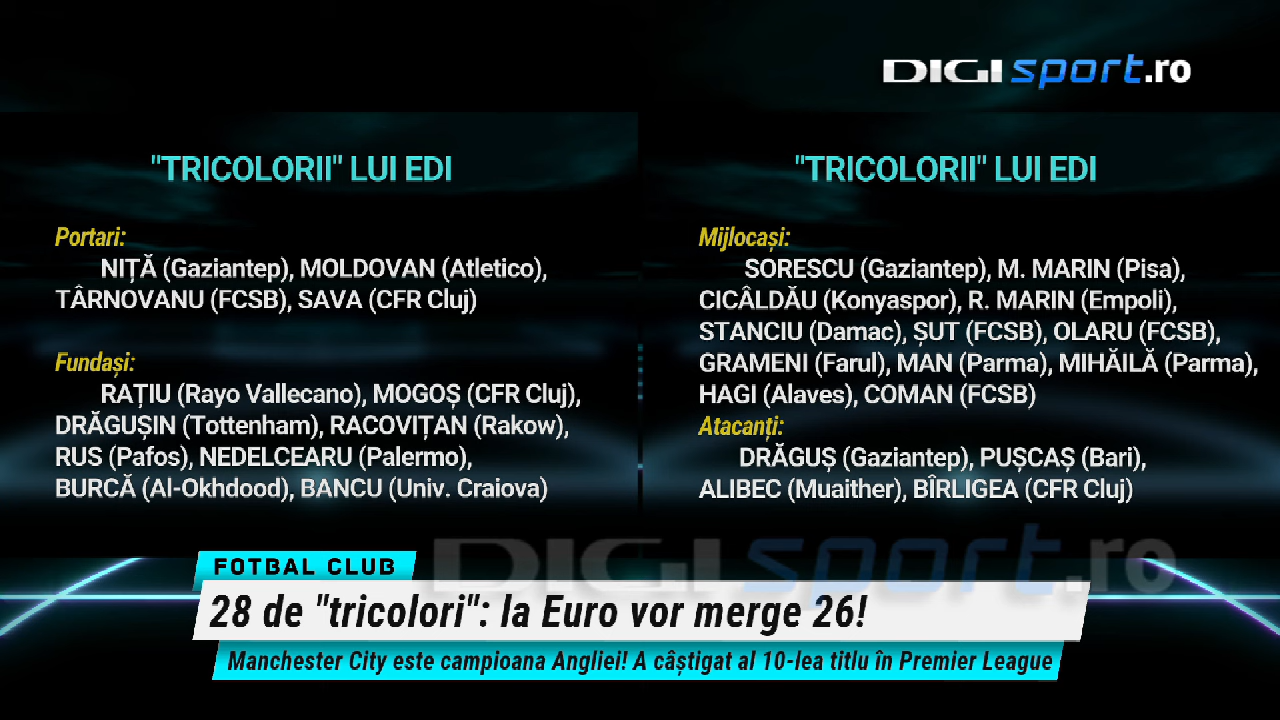 DIGI sport.ro
"TRICOLORII" LUI EDI
Portari:
NIȚĂ (Gaziantep), MOLDOVAN (Atletico),
TÂRNOVANU (FCSB), SAVA (CFR Cluj)
Fundași:
RAȚIU (Rayo Vallecano), MOGOȘ (CFR Cluj),
DRĂGUȘIN (Tottenham), RACOVIȚAN (Rakow),
RUS (Pafos), NEDELCEARU (Palermo),
BURCĂ (Al-Okhdood), BANCU (Univ. Craiova)
"TRICOLORII" LUI EDI
Mijlocași:
SORESCU (Gaziantep), M. MARIN (Pisa),
CICÂLDĂU (Konyaspor), R. MARIN (Empoli),
STANCIU (Damac), ȘUT (FCSB), OLARU (FCSB),
GRAMENI (Farul), MAN (Parma), MIHĂILĂ (Parma),
HAGI (Alaves), COMAN (FCSB)
Atacanți:
DRĂGUȘ (Gaziantep), PUȘCAȘ (Bari),
ALIBEC (Muaither), BÎRLIGEA (CFR Cluj)
DIGI sport.ro
FOTBAL CLUB
28 de "tricolori": la Euro vor merge 26!
Manchester City este campioana Angliei! A câștigat al 10-lea titlu în Premier League